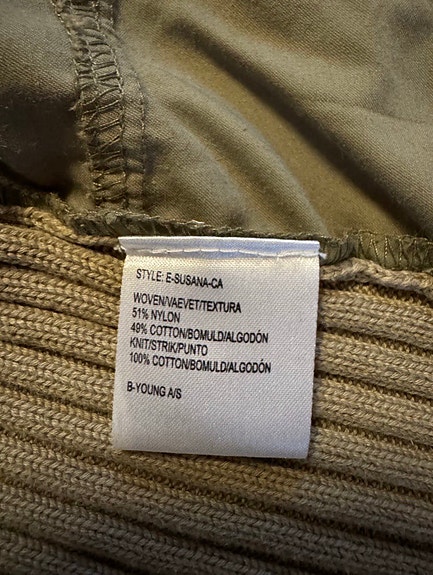 STYLE: E-SUSANA-CA
WOVEN/VAEVET/TEXTURA
51% NYLON
49% COTTON/BOMULD/ALGODÓN
KNIT/STRIK/PUNTO
100% COTTON/BOMULD/ALGODÓN
B-YOUNG A/S